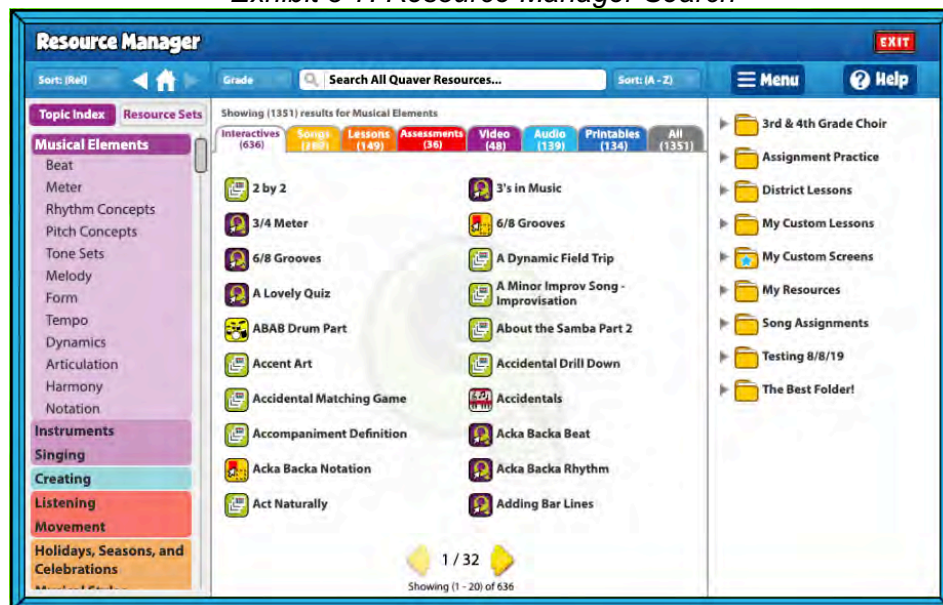 Resource Manager
EXIT
Sort: (Rel)
Grade
Search All Quaver Resources...
Sort: (A - Z)
Menu
Help
Topic Index
Resource Sets
Musical Elements
Beat
Meter
Rhythm Concepts
Pitch Concepts
Tone Sets
Melody
Form
Tempo
Dynamics
Articulation
Harmony
Notation
Instruments
Singing
Creating
Listening
Movement
Holidays, Seasons, and
Celebrations
Showing (1351) results for Musical Elements
Interactives
(636)
Songs
Lessons
(149)
Assessments
(36)
Video
(48)
Audio
(139)
Printables
(134)
All
(1351)
2 by 2
3's in Music
3/4 Meter
6/8 Grooves
6/8 Grooves
A Dynamic Field Trip
A Lovely Quiz
A Minor Improv Song -
Improvisation
ABAB Drum Part
About the Samba Part 2
Accent Art
Accidental Drill Down
Accidental Matching Game
Accidentals
Accompaniment Definition
Acka Backa Beat
Acka Backa Notation
Acka Backa Rhythm
Act Naturally
Adding Bar Lines
1 / 32
Showing (1 - 20) of 636
3rd & 4th Grade Choir
Assignment Practice
District Lessons
My Custom Lessons
My Custom Screens
My Resources
Song Assignments
Testing 8/8/19
The Best Folder!